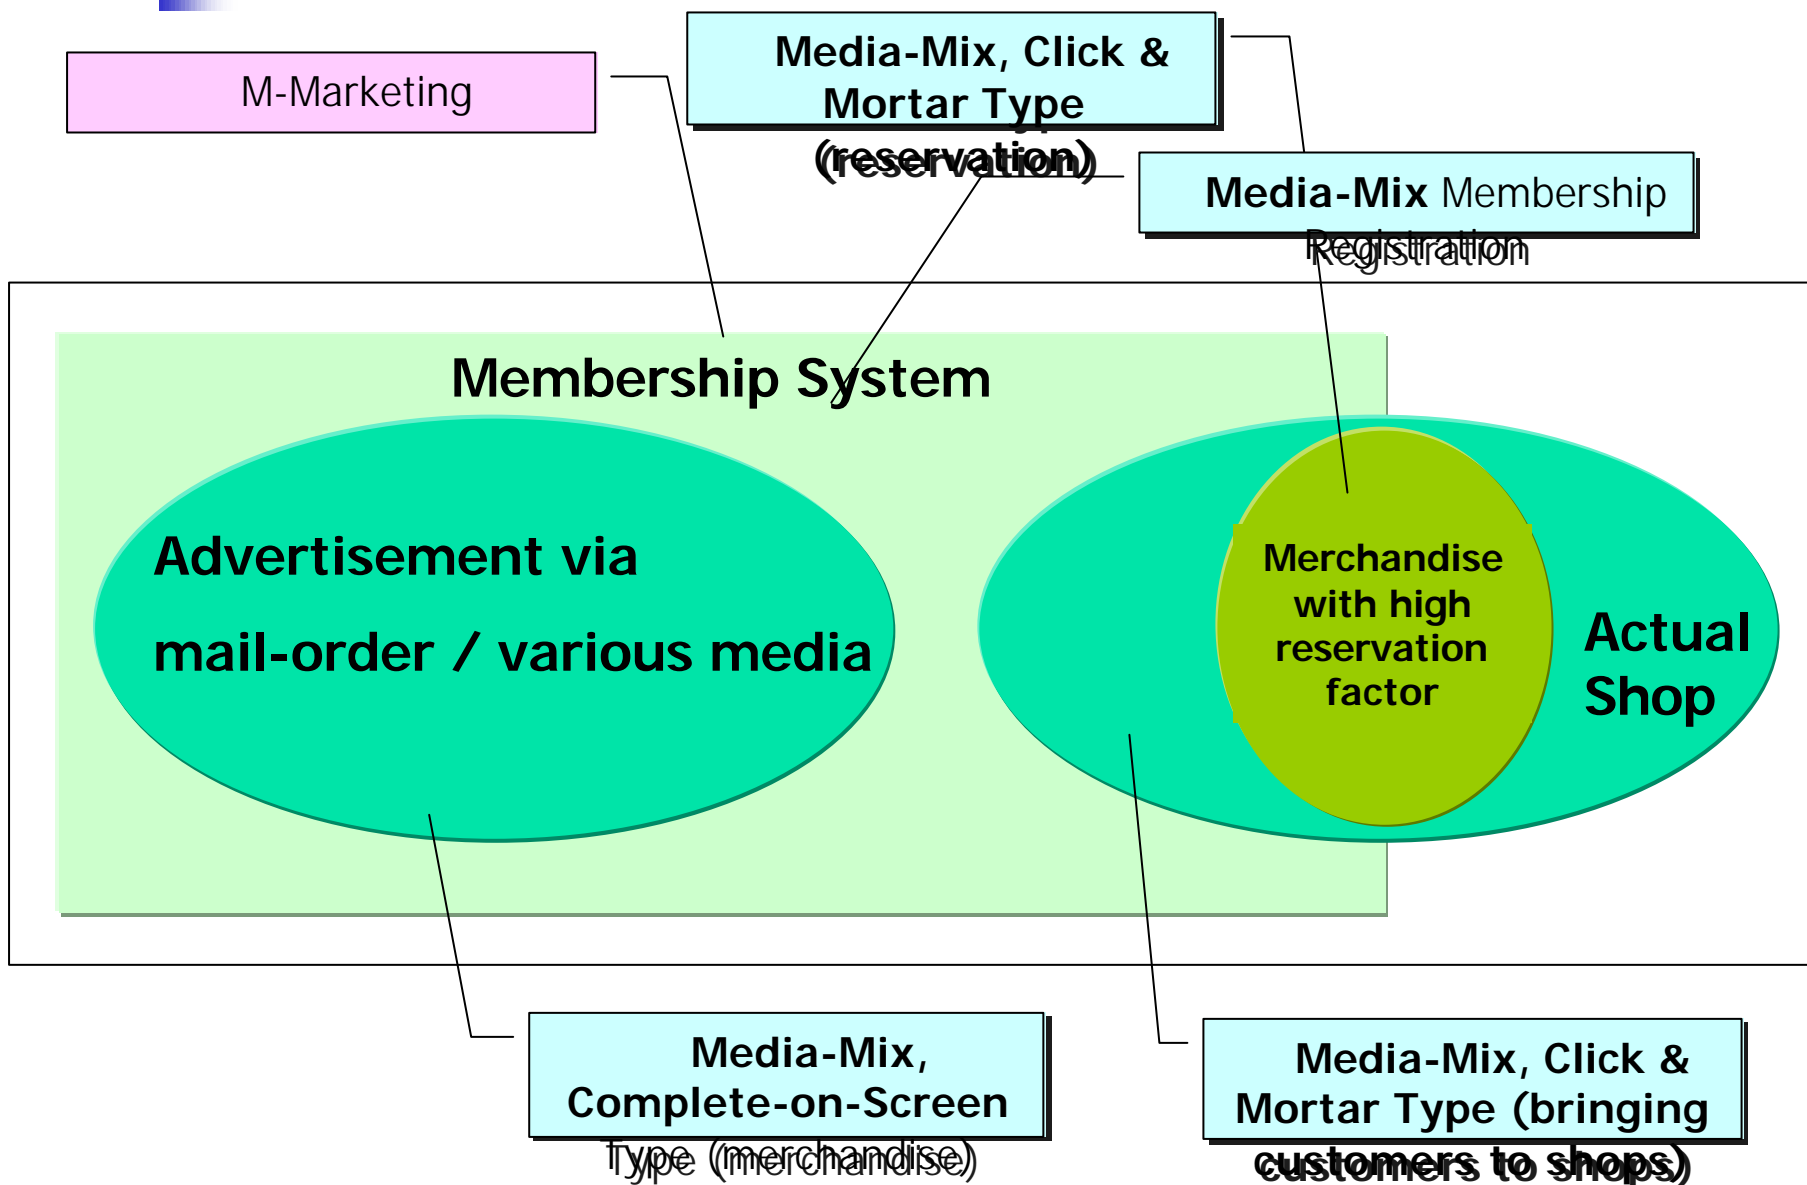 M-Marketing
Media-Mix, Click &
Mortar Type
(reservation)
Media-Mix Membership
Registration
Membership System
Advertisement via
mail-order / various media
Merchandise
with high
reservation
factor
Actual
Shop
Media-Mix,
Complete-on-Screen
Type (merchandise)
Media-Mix, Click &
Mortar Type (bringing
customers to shops)